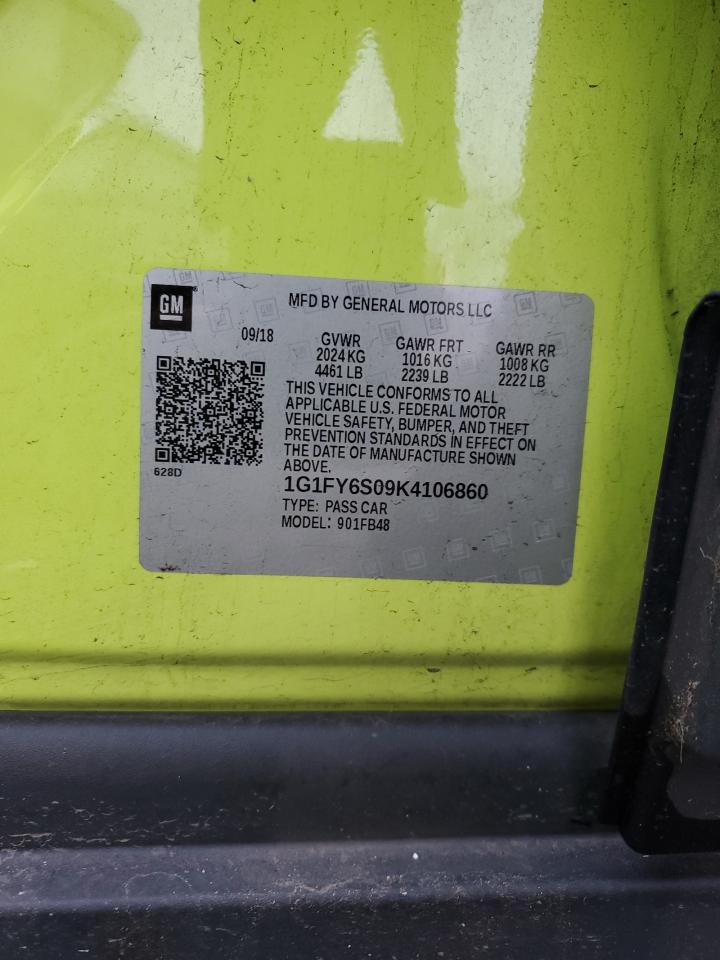 GM
MFD BY GENERAL MOTORS LLC
09/18
GVWR GAWR FRT GAWR RR
2024 KG 1016 KG 1008 KG
4461 LB 2239 LB 2222 LB
THIS VEHICLE CONFORMS TO ALL
APPLICABLE U.S. FEDERAL MOTOR
VEHICLE SAFETY, BUMPER, AND THEFT
PREVENTION STANDARDS IN EFFECT ON
THE DATE OF MANUFACTURE SHOWN
ABOVE.
628D
1G1FY6S09K4106860
TYPE: PASS CAR
MODEL: 901FB48